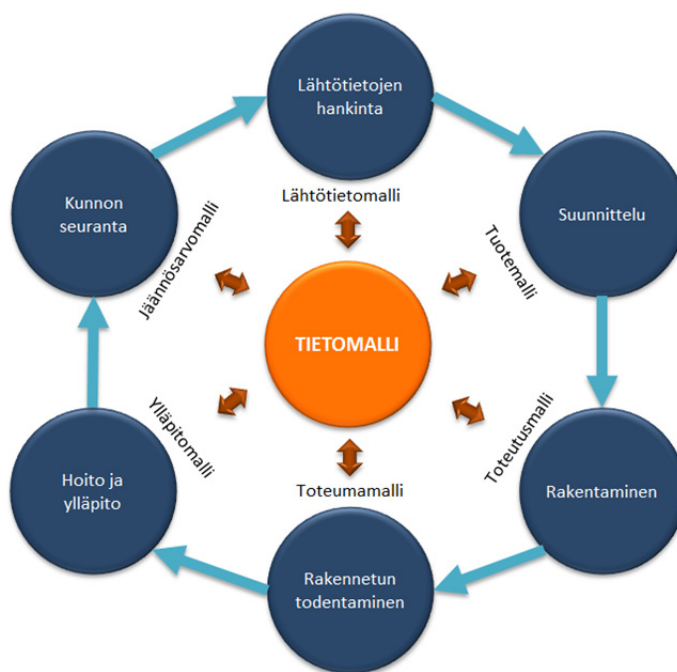 Lähtötietojen
hankinta
Kunnon
seuranta
Lähtötietomalli
Suunnittelu
Jäännösarvomalli
Tuotemalli
TIETOMALLI
Ylläpitomalli
Toteutusmalli
Hoito ja
ylläpito
Toteumamalli
Rakentaminen
Rakennetun
todentaminen